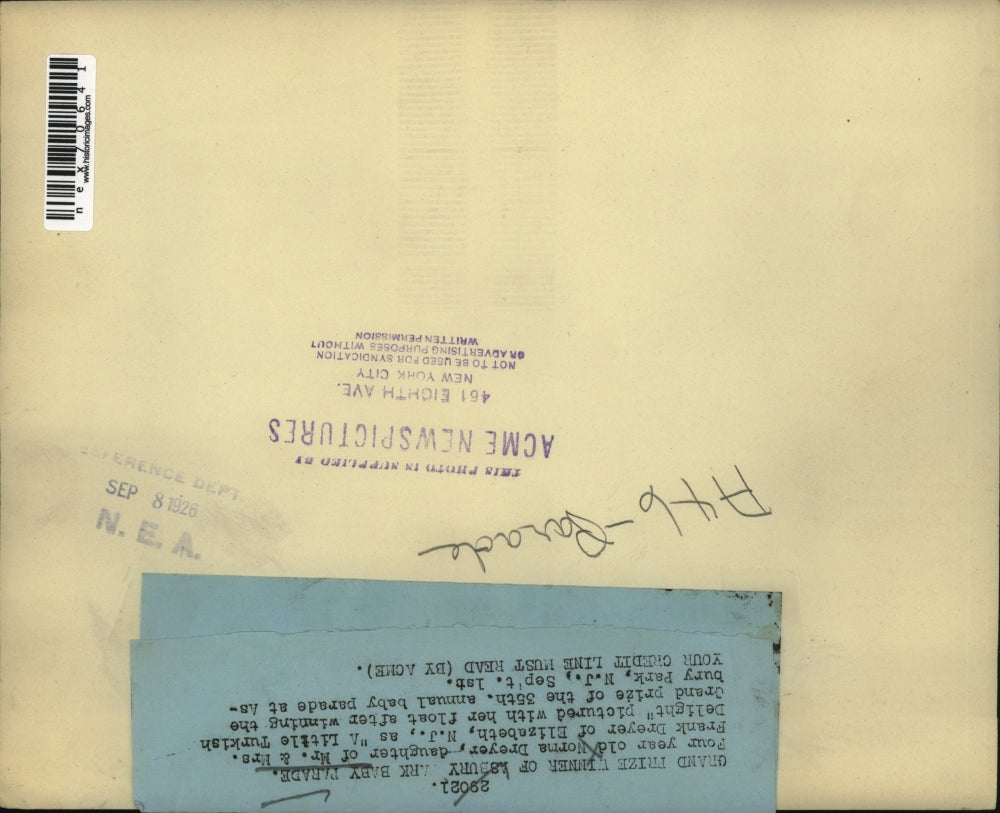 nex70641
www.historicimages.com
REFERENCE DEPT.
SEP 8 1926
N. E. A.
A46 - Parade
THIS PHOTO IS SUPPLIED BY
ACME NEWSPICTURES
461 EIGHTH AVE.
NEW YORK CITY
NOT TO BE USED FOR SYNDICATION
OR ADVERTISING PURPOSES WITHOUT
WRITTEN PERMISSION
29021.
GRAND PRIZE WINNER OF ASBURY PARK BABY PARADE.
Four year old Norma Dreyer, daughter of Mr. & Mrs.
Frank Dreyer of Elizabeth, N.J., as "A Little Turkish
Delight" pictured with her float after winning the
Grand prize of the 35th. annual baby parade at As-
bury Park, N.J., Sep't. 1st.
YOUR CREDIT LINE MUST READ (BY ACME).